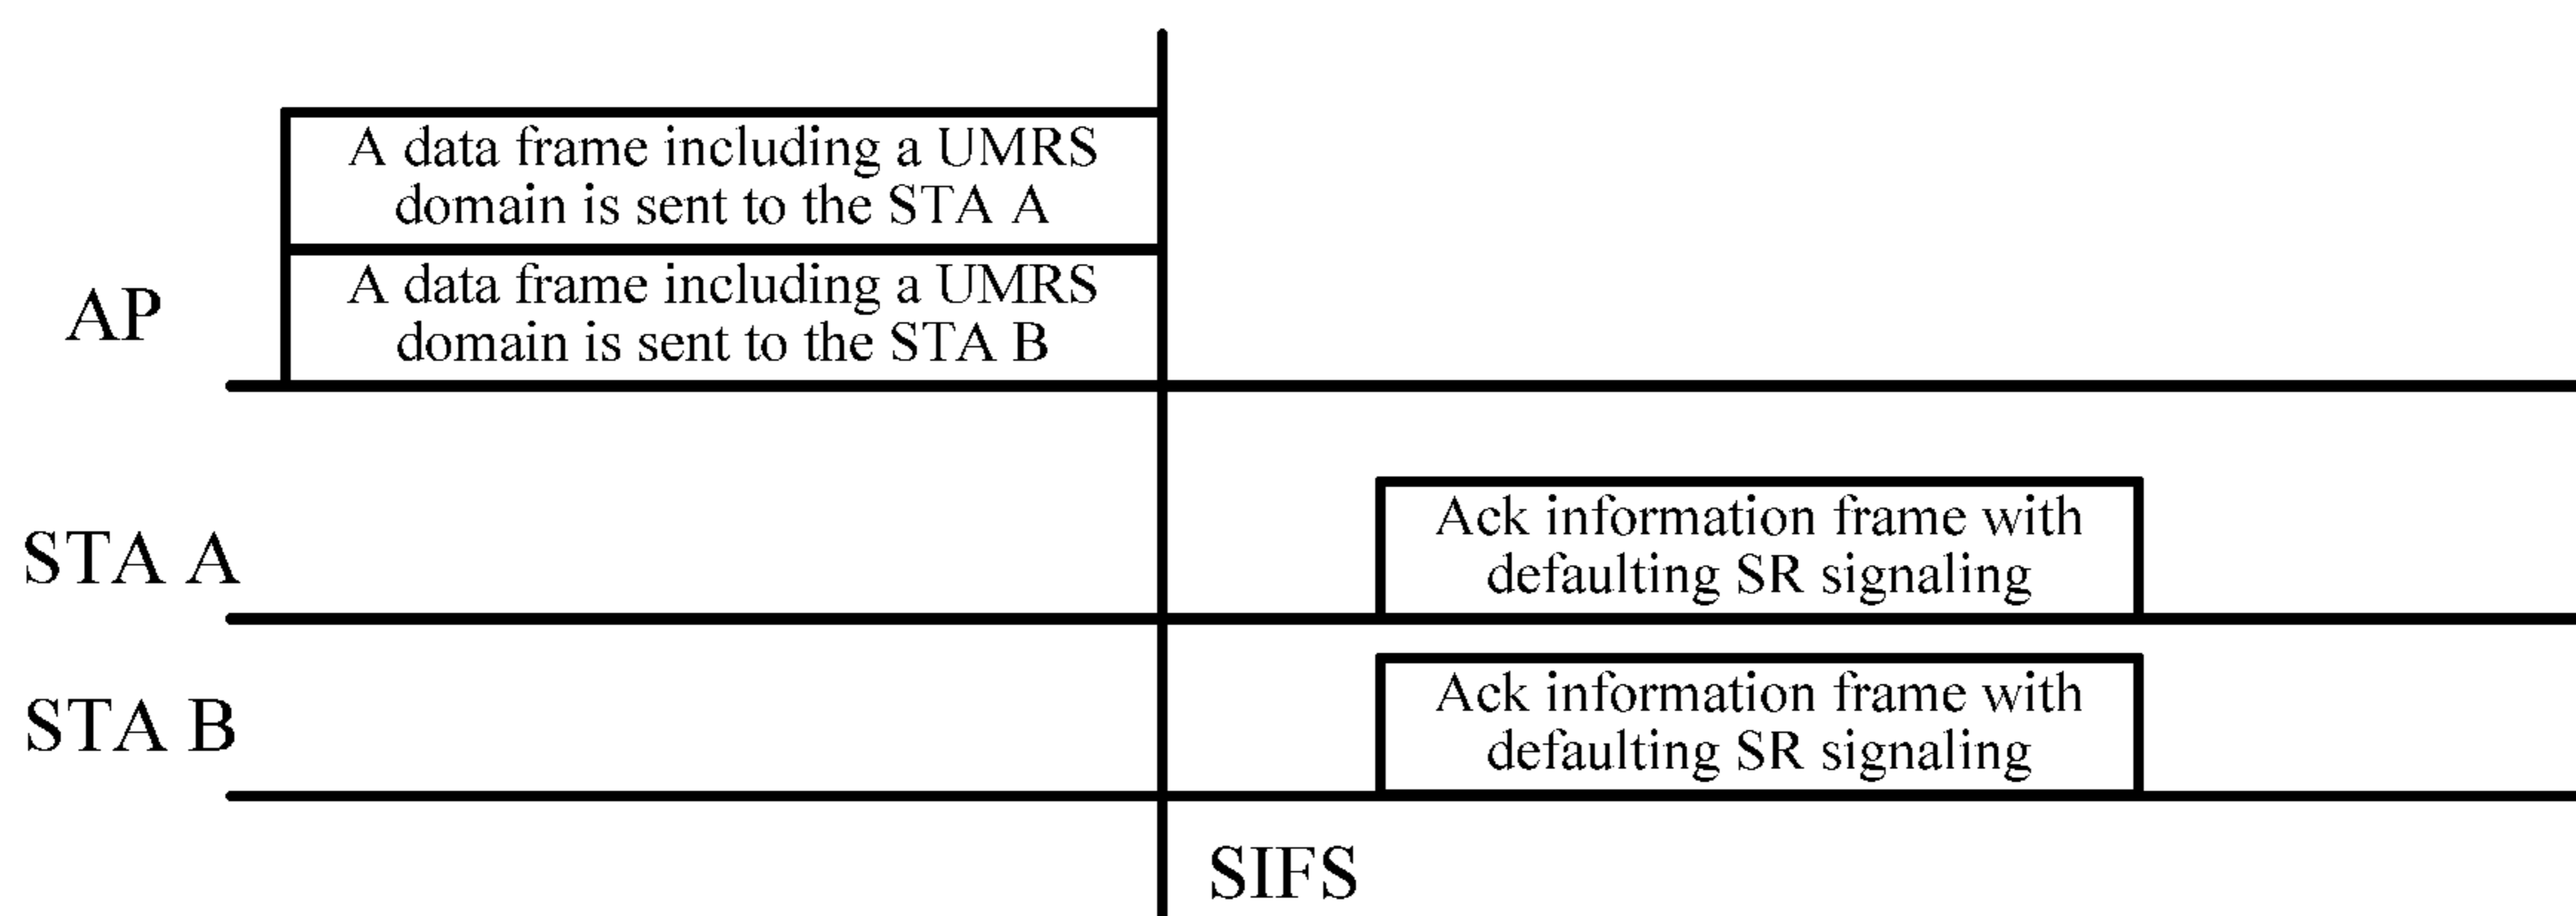 A data frame including a UMRS
domain is sent to the STA A
A data frame including a UMRS
domain is sent to the STA B
AP
Ack information frame with
defaulting SR signaling
STA A
Ack information frame with
defaulting SR signaling
STA B
SIFS